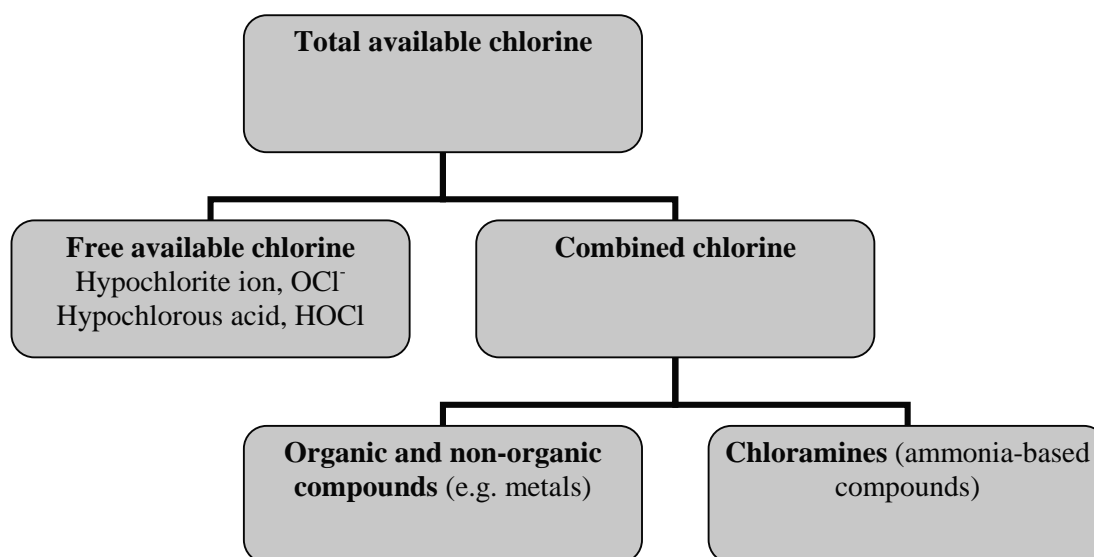 Total available chlorine
Free available chlorine
Hypochlorite ion, OCl⁻
Hypochlorous acid, HOCl
Combined chlorine
Organic and non-organic
compounds (e.g. metals)
Chloramines (ammonia-based
compounds)